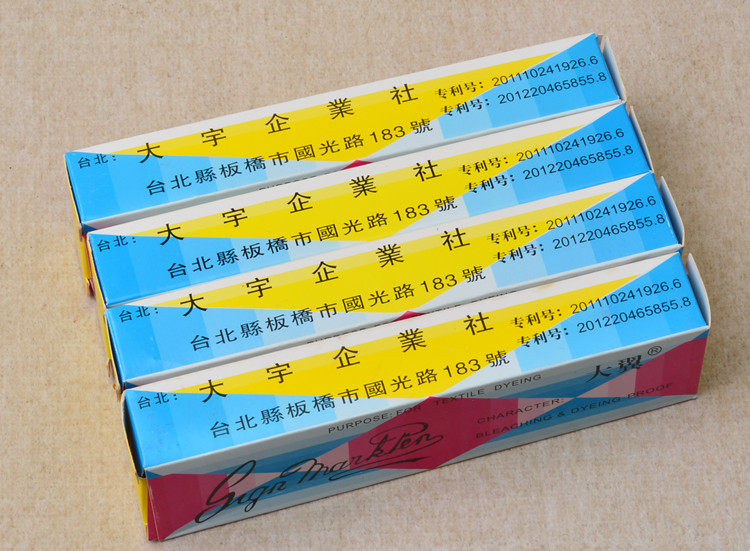 台北： 大宇企業社 专利号：201110241926.6
台北縣板橋市國光路183號 专利号：201220465855.8
台北： 大宇企業社 专利号：201110241926.6
台北縣板橋市國光路183號 专利号：201220465855.8
台北： 大宇企業社 专利号：201110241926.6
台北縣板橋市國光路183號 专利号：201220465855.8
台北： 大宇企業社 专利号：201110241926.6
台北縣板橋市國光路183號 专利号：201220465855.8
大翼®
PURPOSE:FOR TEXTILE DYEING
CHARACTER:
BLEACHING & DYEING PROOF
Sign MarkPen